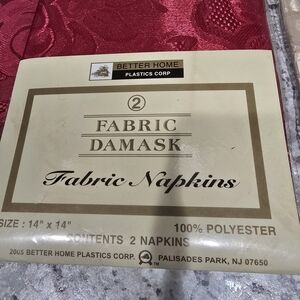 BETTER HOME
PLASTICS CORP
2
FABRIC
DAMASK
Fabric Napkins
SIZE: 14" x 14"
100% POLYESTER
CONTENTS 2 NAPKINS
2005 BETTER HOME PLASTICS CORP. PALISADES PARK, NJ 07650